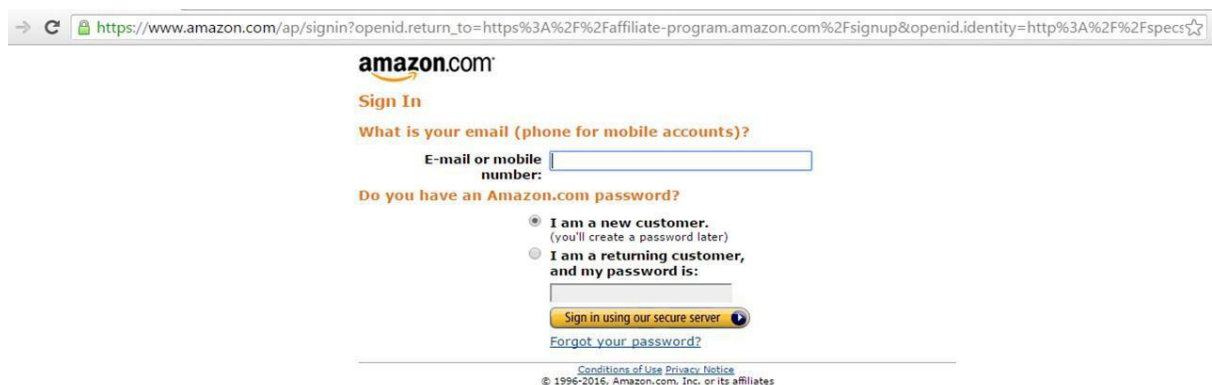 https://www.amazon.com/ap/signin?openid.return_to=https%3A%2F%2Faffiliate-program.amazon.com%2Fsignup&openid.identity=http%3A%2F%2Fspecs
amazon.com
Sign In
What is your email (phone for mobile accounts)?
E-mail or mobile
number:
Do you have an Amazon.com password?
I am a new customer.
(you'll create a password later)
I am a returning customer,
and my password is:
Sign in using our secure server
Forgot your password?
Conditions of Use Privacy Notice
© 1996-2016, Amazon.com, Inc. or its affiliates